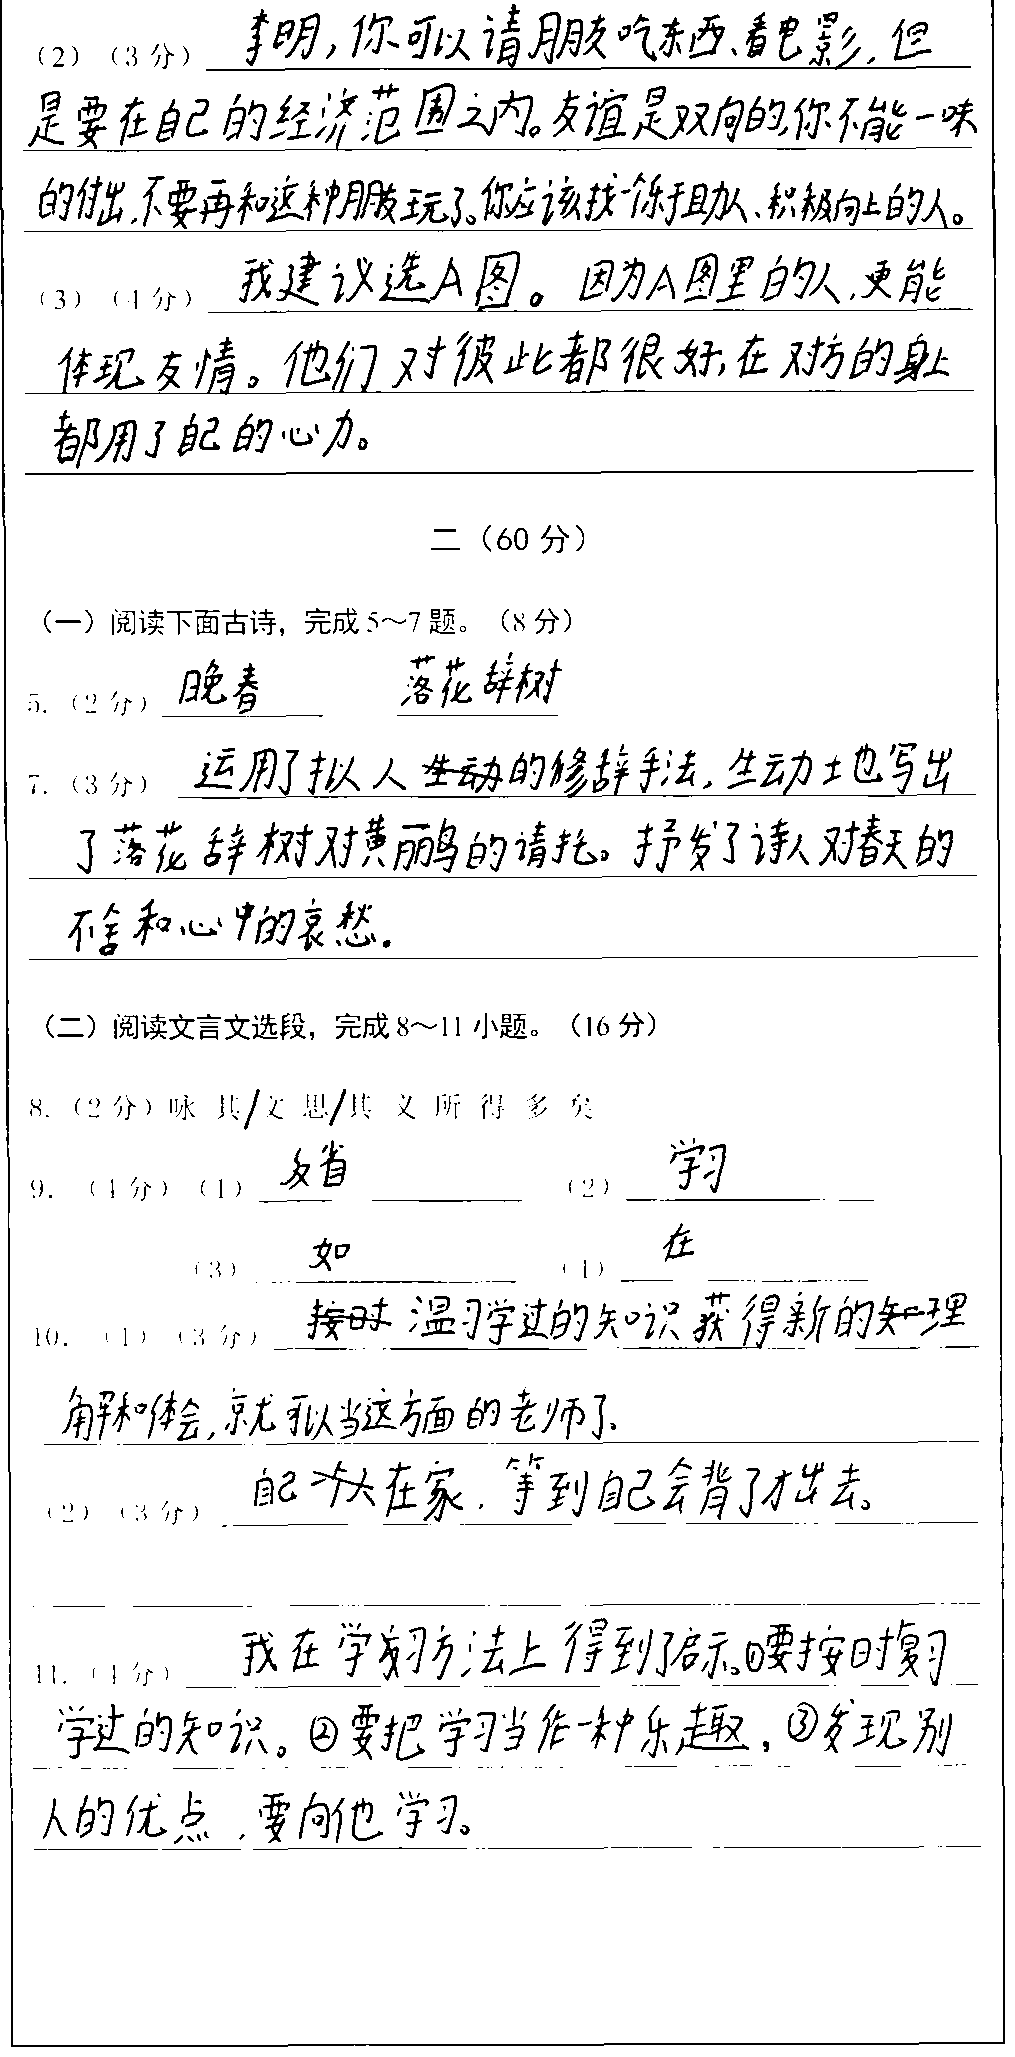 （2）（3分） 李明，你可以请朋友吃东西、看电影，但
是要在自己的经济范围之内。友谊是双向的，你不能一味
的付出，不要再和这种朋友玩了。你应该找一个乐于助人、积极向上的人。
（3）（4分） 我建议选A图。因为A图里的人，更能
体现友情。他们对彼此都很好，在对方的身上
都用了自己的心力。
二（60分）
（一）阅读下面古诗，完成5～7题。（8分）
5.（2分） 晚春 落花辞树
7.（3分） 运用了拟人生动的修辞手法，生动土也写出
了落花辞树对黄鹂鸟的请托。抒发了诗人对春天的
不舍和心中的哀愁。
（二）阅读文言文选段，完成8～11小题。（16分）
8.（2分）咏 其/文 思/其 义 所 得 多 矣
9.（4分）（1） 反省 （2） 学习
（3） 如 （4） 在
10.（1）（3分） 按时 温习学过的知识获得新的知理
解和体会，就可以当这方面的老师了.
（2）（3分） 自己 在家，等到自己会背了才出去。
11.（4分） 我在学习方法上得到了启示。①要按时复习
学过的知识。②要把学习当作一种乐趣，③发现别
人的优点，要向他学习。